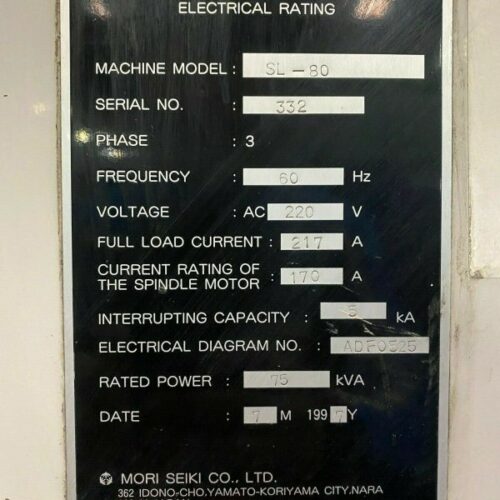 ELECTRICAL RATING
MACHINE MODEL : SL-80
SERIAL NO. : 332
PHASE : 3
FREQUENCY : 60 Hz
VOLTAGE : AC 220 V
FULL LOAD CURRENT : 217 A
CURRENT RATING OF
THE SPINDLE MOTOR : 170 A
INTERRUPTING CAPACITY : 5 kA
ELECTRICAL DIAGRAM NO. : ADF0525
RATED POWER : 75 kVA
DATE : 7 M 1997Y
MORI SEIKI CO., LTD.
362 IDONO-CHO,YAMATO-KORIYAMA CITY,NARA